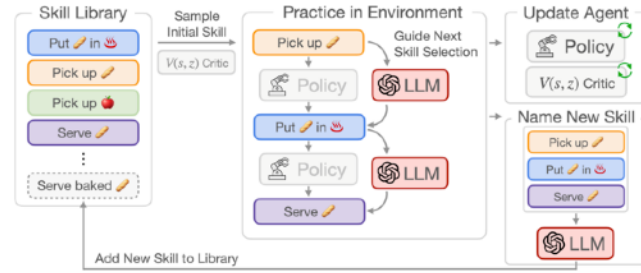 Skill Library
Put 🥖 in ♨️
Pick up 🥖
Pick up 🍎
Serve 🥖
⋮
Serve baked 🥖
Sample
Initial Skill
V(s, z) Critic
Practice in Environment
Pick up 🥖
Guide Next
Skill Selection
Policy
LLM
Put 🥖 in ♨️
Policy
LLM
Serve 🥖
Update Agent
Policy
V(s, z) Critic
Name New Skill
Pick up 🥖
Put 🥖 in ♨️
Serve 🥖
LLM
Add New Skill to Library